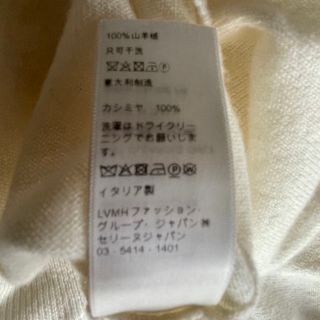 100%山羊绒
只可干洗
意大利制造
カシミヤ 100%
洗濯はドライクリー
ニングでお願いしま
す。
イタリア製
LVMHファッション・
グループ・ジャパン㈱
セリーヌジャパン
03-5414-1401